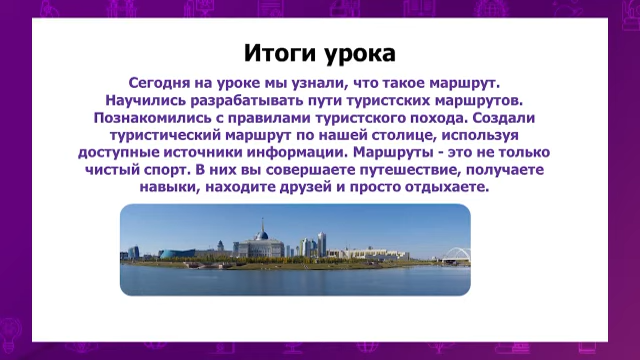 Итоги урока
Сегодня на уроке мы узнали, что такое маршрут.
Научились разрабатывать пути туристских маршрутов.
Познакомились с правилами туристского похода. Создали
туристический маршрут по нашей столице, используя
доступные источники информации. Маршруты - это не только
чистый спорт. В них вы совершаете путешествие, получаете
навыки, находите друзей и просто отдыхаете.